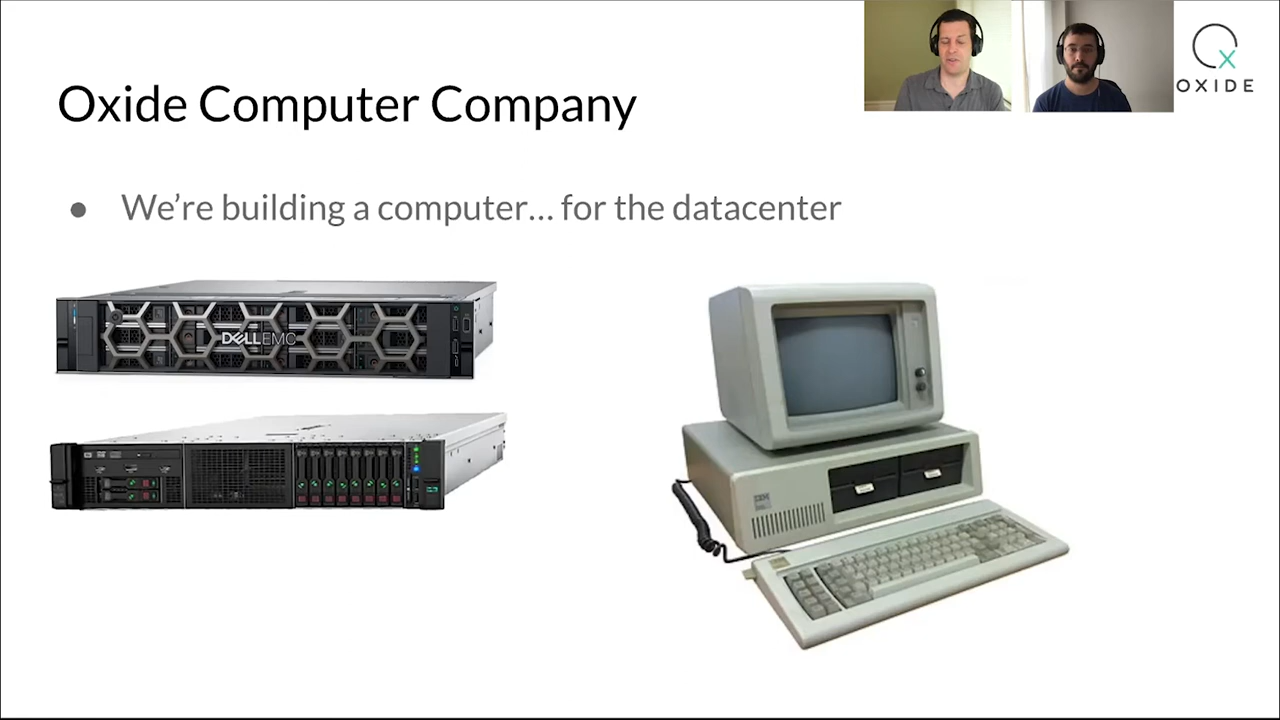 OXIDE
Oxide Computer Company
● We’re building a computer… for the datacenter
DELLEMC
IBM